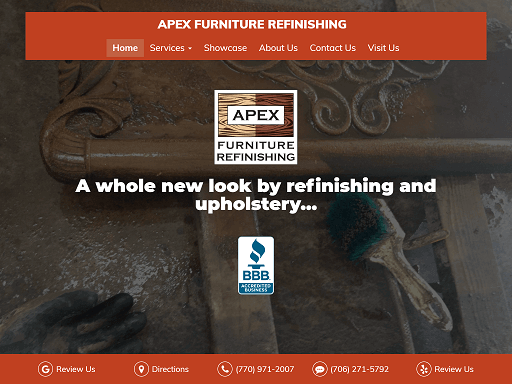 APEX FURNITURE REFINISHING
Home Services Showcase About Us Contact Us Visit Us
APEX
FURNITURE
REFINISHING
A whole new look by refinishing and
upholstery...
BBB
ACCREDITED
BUSINESS
Review Us Directions (770) 971-2007 (706) 271-5792 Review Us